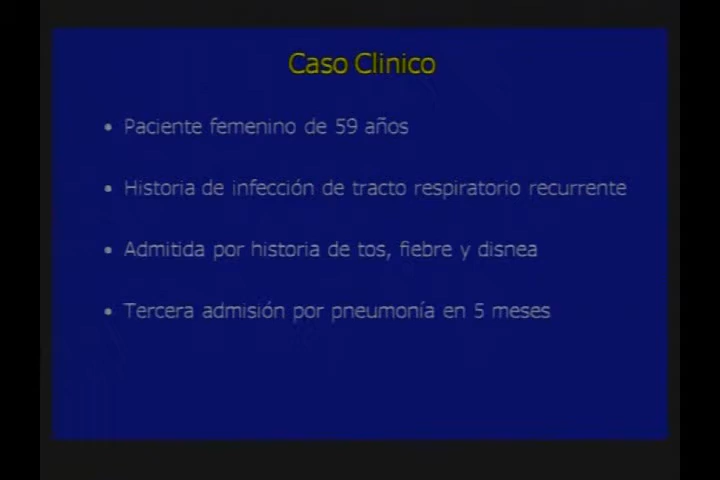 Caso Clinico
• Paciente femenino de 59 años
• Historia de infección de tracto respiratorio recurrente
• Admitida por historia de tos, fiebre y disnea
• Tercera admisión por pneumonía en 5 meses